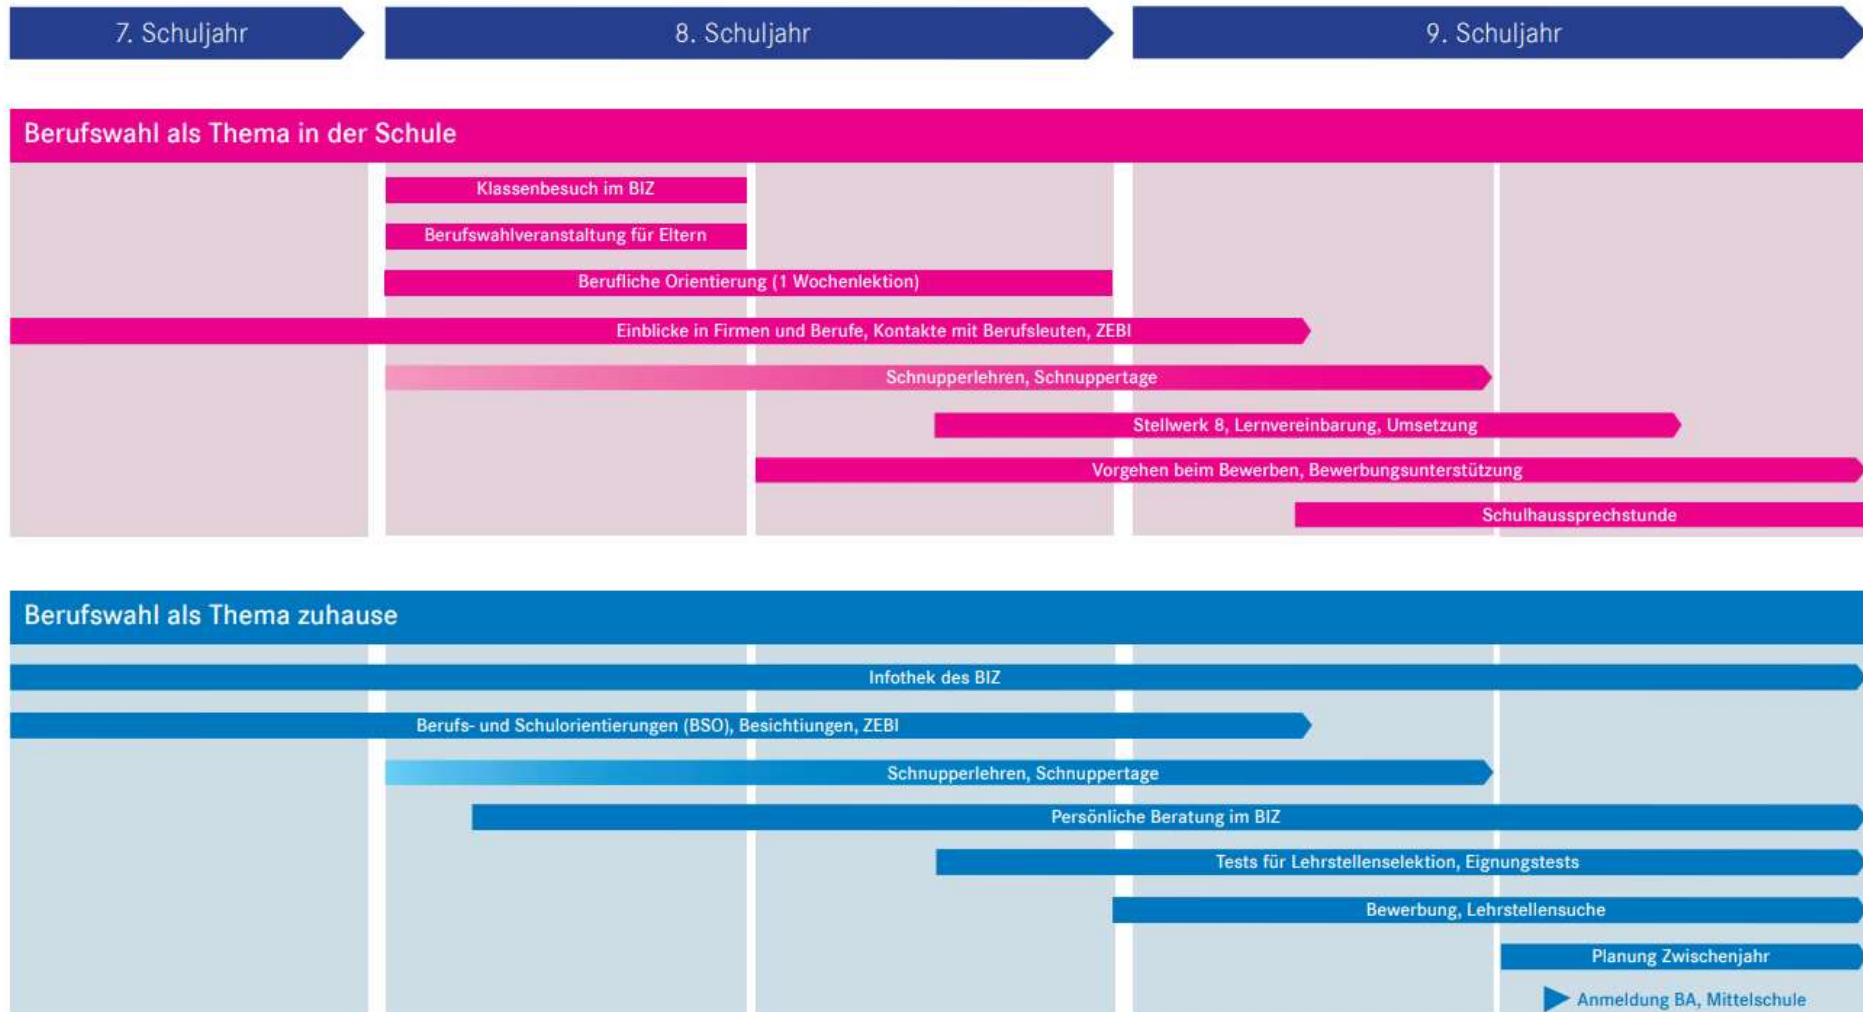 7. Schuljahr
8. Schuljahr
9. Schuljahr
Berufswahl als Thema in der Schule
Klassenbesuch im BIZ
Berufswahlveranstaltung für Eltern
Berufliche Orientierung (1 Wochenlektion)
Einblicke in Firmen und Berufe, Kontakte mit Berufsleuten, ZEBI
Schnupperlehren, Schnuppertage
Stellwerk 8, Lernvereinbarung, Umsetzung
Vorgehen beim Bewerben, Bewerbungsunterstützung
Schulhaussprechstunde
Berufswahl als Thema zuhause
Infothek des BIZ
Berufs- und Schulorientierungen (BSO), Besichtiungen, ZEBI
Schnupperlehren, Schnuppertage
Persönliche Beratung im BIZ
Tests für Lehrstellenselektion, Eignungstests
Bewerbung, Lehrstellensuche
Planung Zwischenjahr
Anmeldung BA, Mittelschule